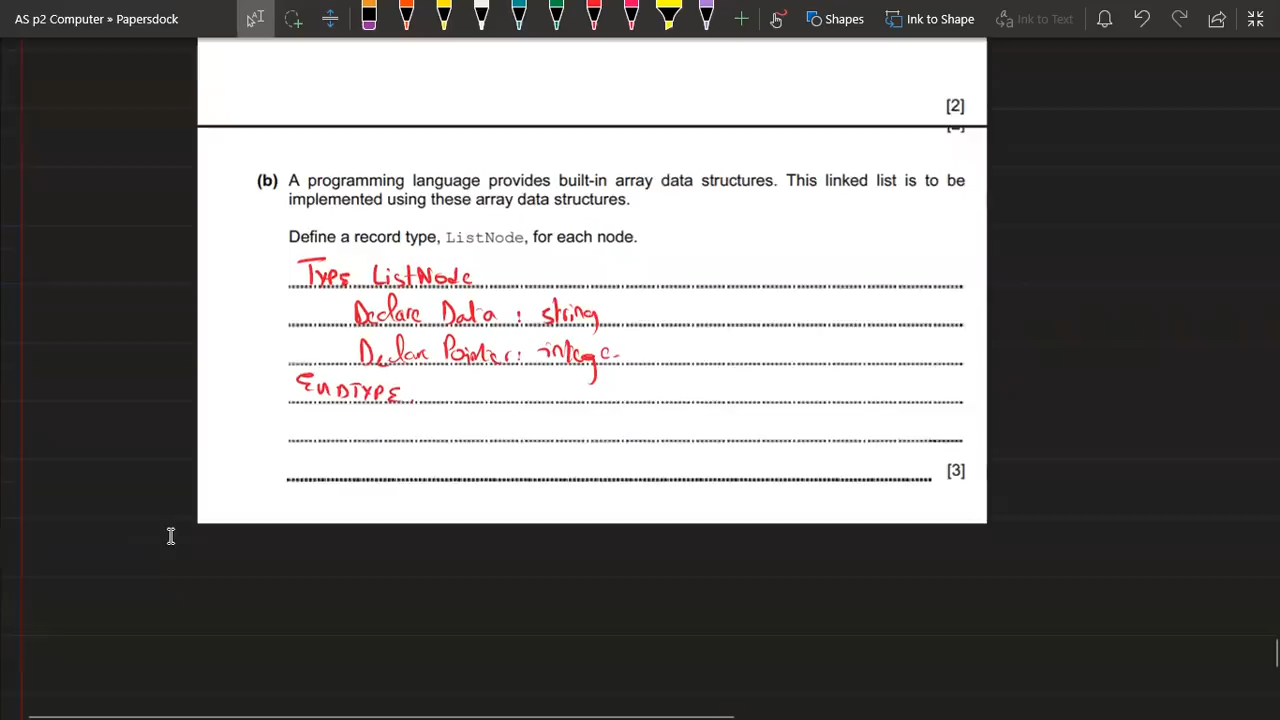 AS p2 Computer » Papersdock
Shapes
Ink to Shape
Ink to Text
[2]
(b) A programming language provides built-in array data structures. This linked list is to be
implemented using these array data structures.
Define a record type, ListNode, for each node.
Type ListNode
Declare Data : string
Declare Pointer : integer
ENDTYPE.
[3]